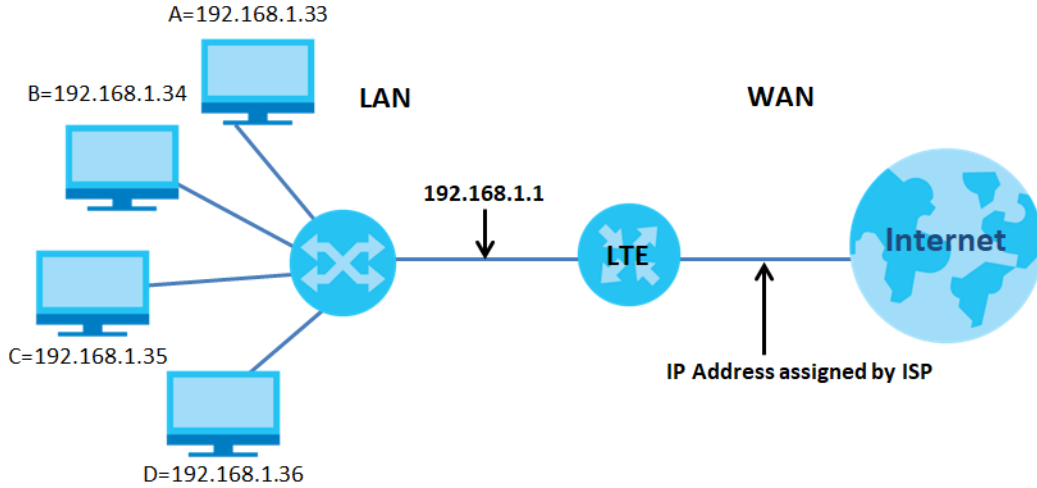 A=192.168.1.33
B=192.168.1.34
LAN
WAN
192.168.1.1
LTE
Internet
C=192.168.1.35
IP Address assigned by ISP
D=192.168.1.36